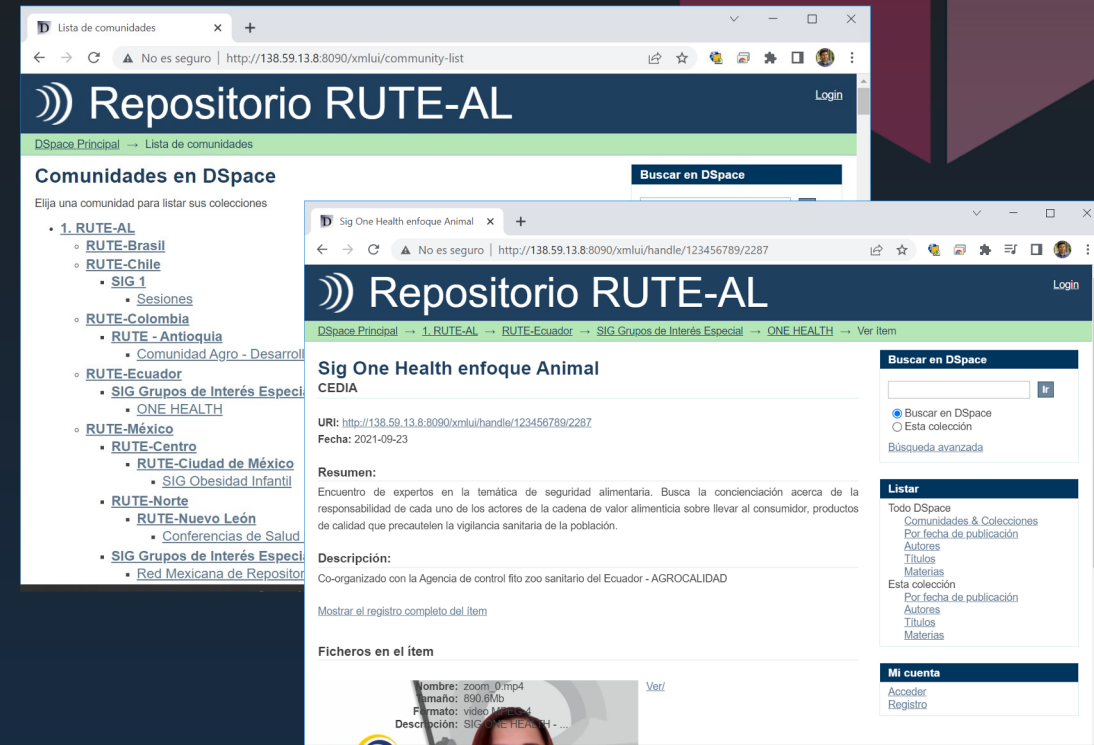 Lista de comunidades
No es seguro | http://138.59.13.8:8090/xmlui/community-list
Repositorio RUTE-AL
Login
DSpace Principal → Lista de comunidades
Comunidades en DSpace
Elija una comunidad para listar sus colecciones
1. RUTE-AL
RUTE-Brasil
RUTE-Chile
SIG 1
Sesiones
RUTE-Colombia
RUTE - Antioquia
Comunidad Agro - Desarroll
RUTE-Ecuador
SIG Grupos de Interés Especi
ONE HEALTH
RUTE-México
RUTE-Centro
RUTE-Ciudad de México
SIG Obesidad Infantil
RUTE-Norte
RUTE-Nuevo León
Conferencias de Salud
SIG Grupos de Interés Especi
Red Mexicana de Repositor
Buscar en DSpace
Sig One Health enfoque Animal
No es seguro | http://138.59.13.8:8090/xmlui/handle/123456789/2287
Repositorio RUTE-AL
Login
DSpace Principal → 1. RUTE-AL → RUTE-Ecuador → SIG Grupos de Interés Especial → ONE HEALTH → Ver ítem
Sig One Health enfoque Animal
CEDIA
URI: http://138.59.13.8:8090/xmlui/handle/123456789/2287
Fecha: 2021-09-23
Resumen:
Encuentro de expertos en la temática de seguridad alimentaria. Busca la concienciación acerca de la
responsabilidad de cada uno de los actores de la cadena de valor alimenticia sobre llevar al consumidor, productos
de calidad que precautelen la vigilancia sanitaria de la población.
Descripción:
Co-organizado con la Agencia de control fito zoo sanitario del Ecuador - AGROCALIDAD
Mostrar el registro completo del ítem
Ficheros en el ítem
Nombre: zoom_0.mp4
Tamaño: 890.6Mb
Formato: video MPEG-4
Descripción: SIG ONE HEALTH - ...
Ver/
Buscar en DSpace
Ir
Buscar en DSpace
Esta colección
Búsqueda avanzada
Listar
Todo DSpace
Comunidades & Colecciones
Por fecha de publicación
Autores
Títulos
Materias
Esta colección
Por fecha de publicación
Autores
Títulos
Materias
Mi cuenta
Acceder
Registro